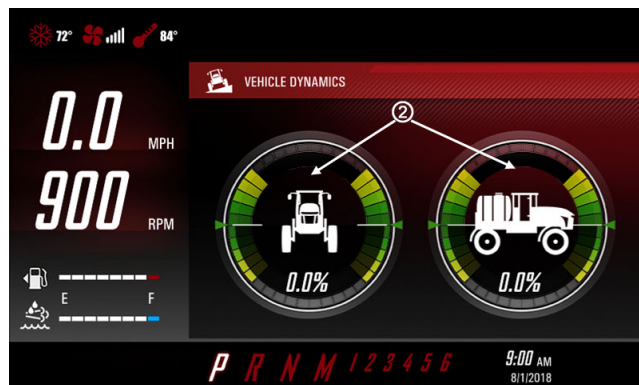 72°
84°
VEHICLE DYNAMICS
2
0.0 MPH
900 RPM
0.0%
0.0%
E F
P R N M 1 2 3 4 5 6
9:00 AM
8/1/2018